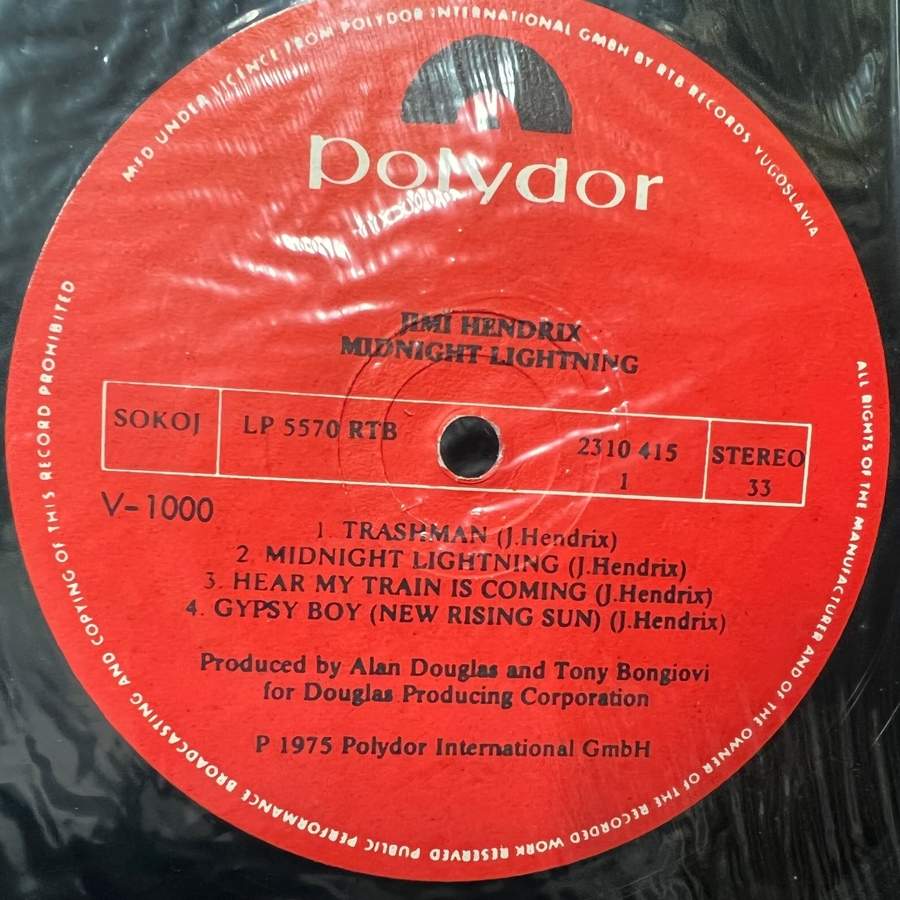 MFD UNDER LICENCE FROM POLYDOR INTERNATIONAL GMBH BY RTB RECORDS YUGOSLAVIA
polydor
JIMI HENDRIX
MIDNIGHT LIGHTNING
SOKOJ
LP 5570 RTB
2310 415
1
STEREO
33
V-1000
1. TRASHMAN (J.Hendrix)
2. MIDNIGHT LIGHTNING (J.Hendrix)
3. HEAR MY TRAIN IS COMING (J.Hendrix)
4. GYPSY BOY (NEW RISING SUN) (J.Hendrix)
Produced by Alan Douglas and Tony Bongiovi
for Douglas Producing Corporation
P 1975 Polydor International GmbH
ALL RIGHTS OF THE MANUFACTURER AND OF THE OWNER OF THE RECORDED WORK RESERVED PUBLIC PERFORMANCE BROADCASTING AND COPYING OF THIS RECORD PROHIBITED